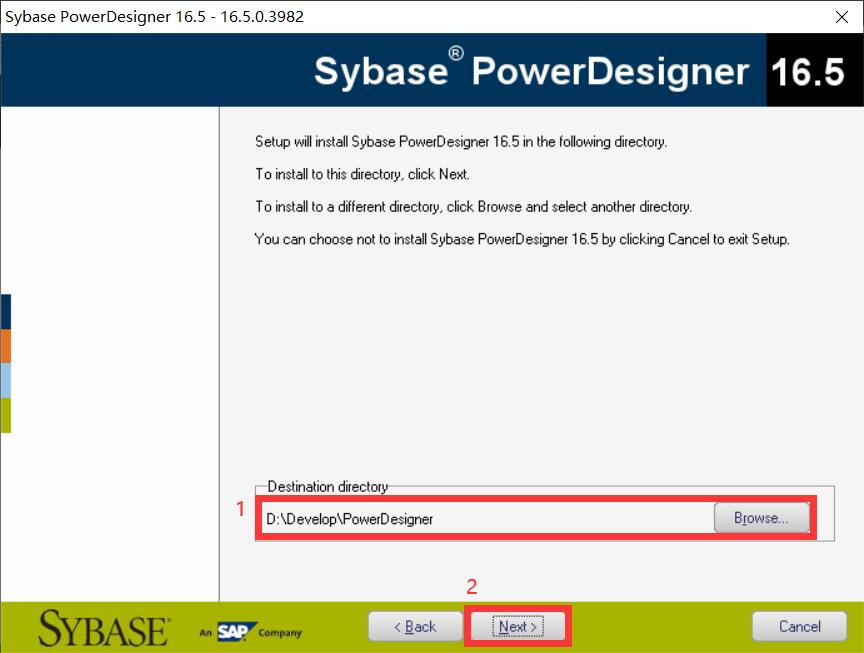 Sybase PowerDesigner 16.5 - 16.5.0.3982
Sybase® PowerDesigner 16.5
Setup will install Sybase PowerDesigner 16.5 in the following directory.
To install to this directory, click Next.
To install to a different directory, click Browse and select another directory.
You can choose not to install Sybase PowerDesigner 16.5 by clicking Cancel to exit Setup.
Destination directory
1 D:\Develop\PowerDesigner Browse...
2
SYBASE An SAP Company < Back Next > Cancel